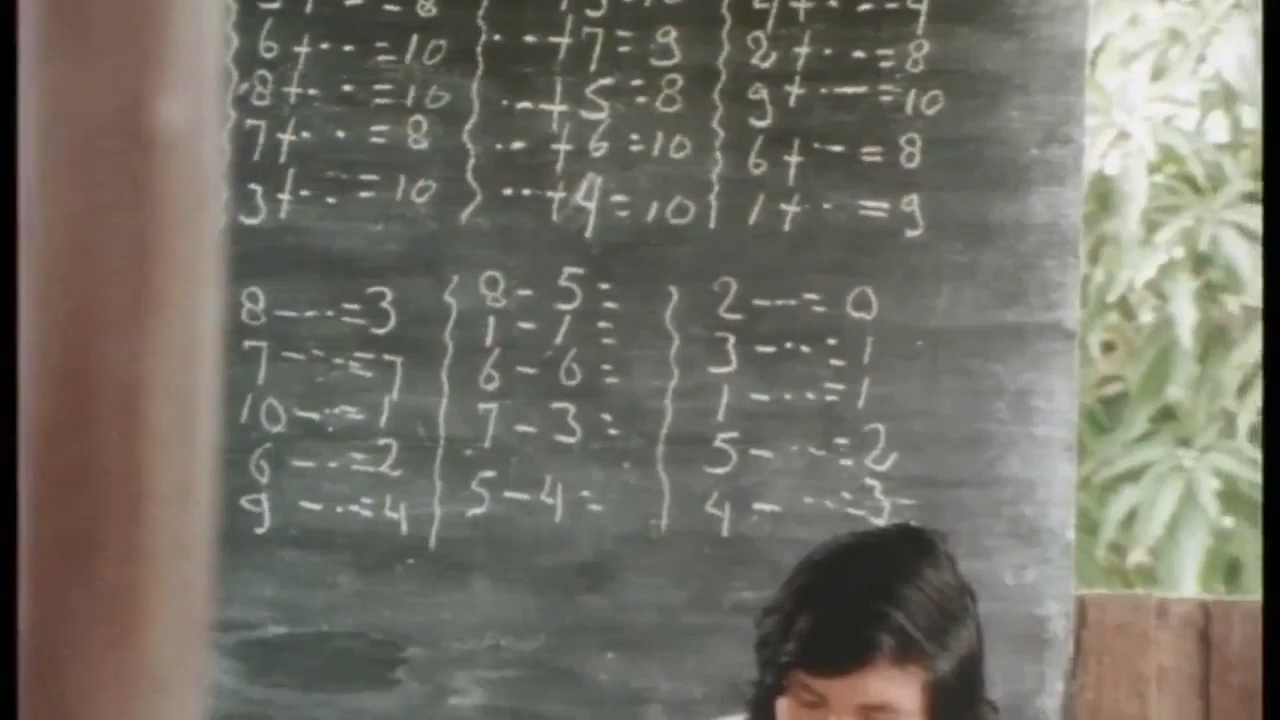 6+...=10 ...+7=9 2+...=8
8+...=10 ...+5=8 9+...=10
7+...=8 ...+6=10 6+...=8
3+...=10 ...+4=10 1+...=9
8-...=3 8-5= 2-...=0
7-...=7 1-1= 3-...=1
10-...=1 6-6= 1-...=1
6-...=2 7-3= 5-...=2
9-...=4 5-4= 4-...=3